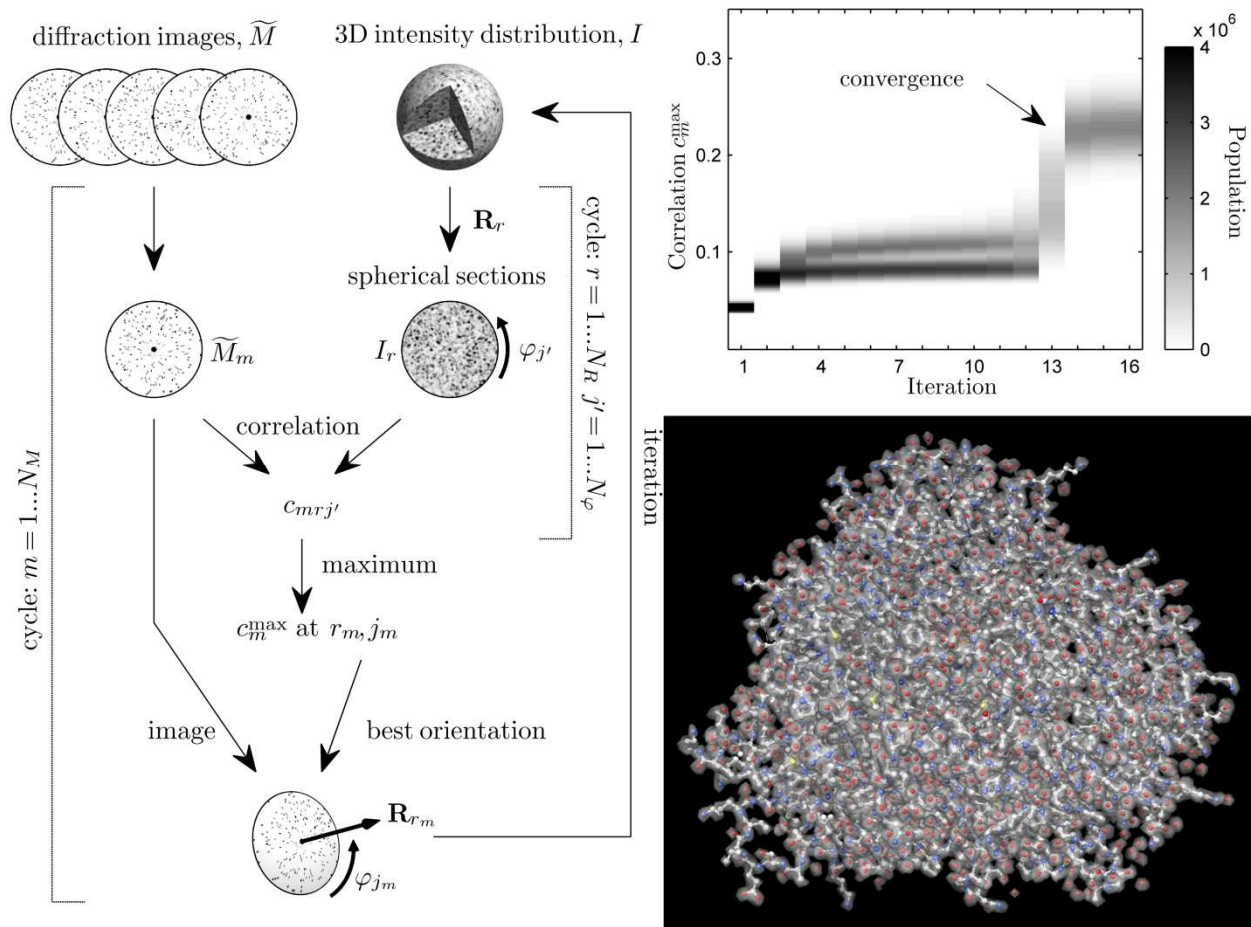 diffraction images, M̃
3D intensity distribution, I
R_r
spherical sections
M̃_m
I_r
φ_j'
correlation
c_mrj'
maximum
c_m^max at r_m, j_m
image
best orientation
R_r_m
φ_j_m
cycle: m = 1...N_M
cycle: r = 1...N_R j' = 1...N_φ
iteration
Correlation c_m^max
0.3
0.2
0.1
convergence
1 4 7 10 13 16
Iteration
x 10^6
4
3
2
1
0
Population